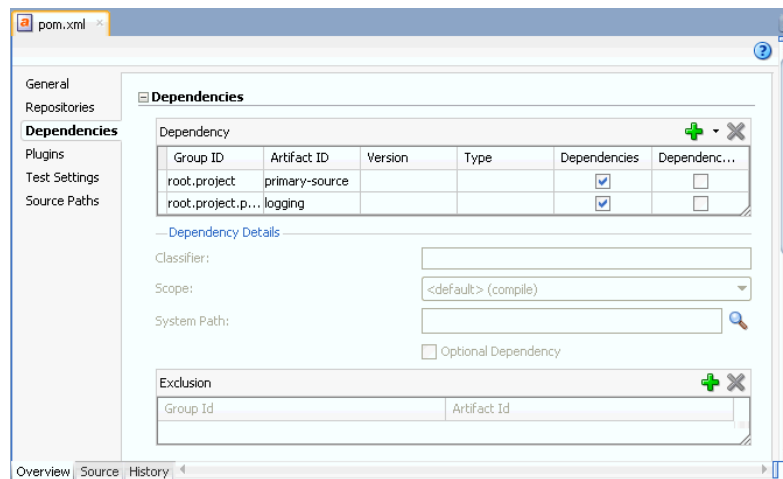 pom.xml
General
Repositories
Dependencies
Plugins
Test Settings
Source Paths
Dependencies
Dependency
Group ID Artifact ID Version Type Dependencies Dependenc...
root.project primary-source
root.project.p... logging
Dependency Details
Classifier:
Scope: <default> (compile)
System Path:
Optional Dependency
Exclusion
Group Id Artifact Id
Overview Source History